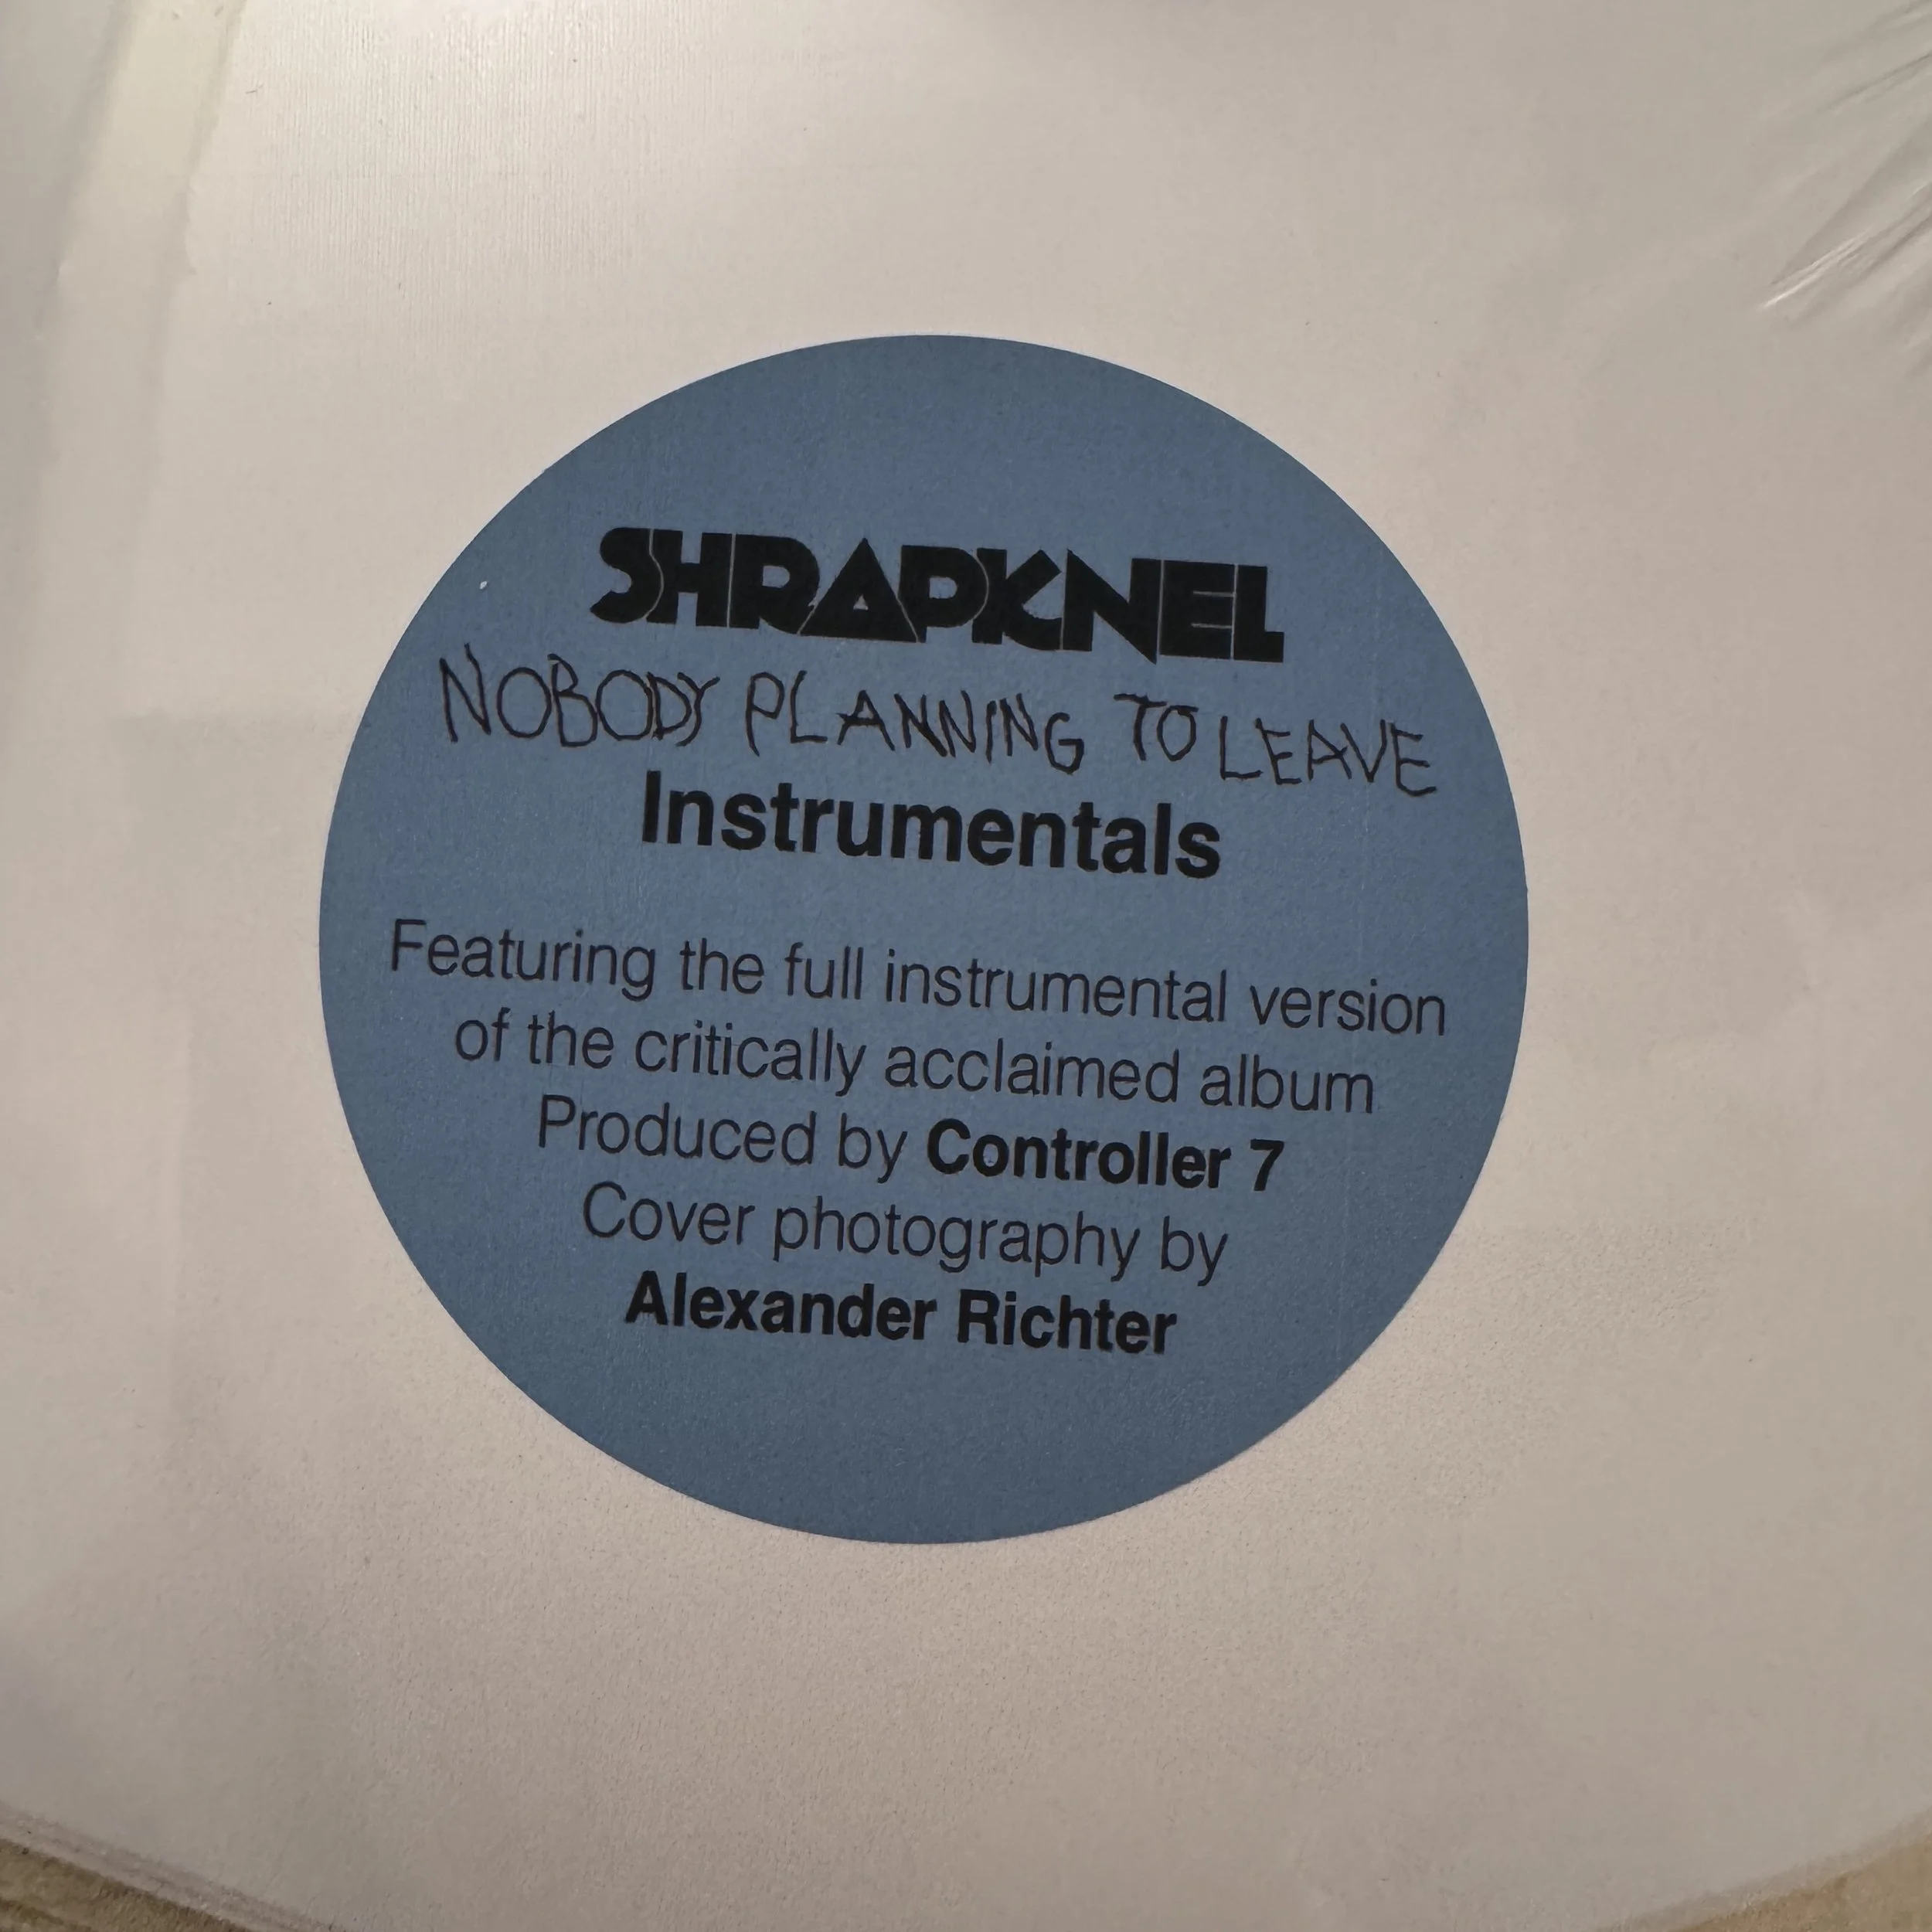 SHRAPKNEL
NOBODY PLANNING TO LEAVE
Instrumentals
Featuring the full instrumental version
of the critically acclaimed album
Produced by Controller 7
Cover photography by
Alexander Richter